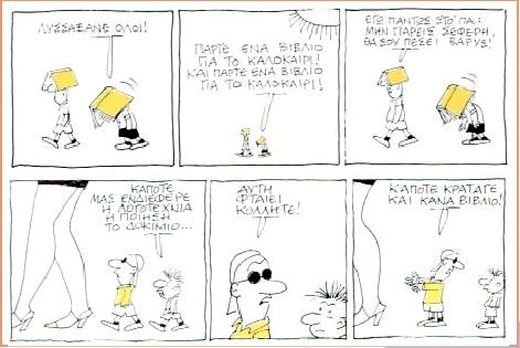 ΛΥΣΣΑΞΑΝΕ ΟΛΟΙ!
ΠΑΡΤΕ ΕΝΑ ΒΙΒΛΙΟ
ΓΙΑ ΤΟ ΚΑΛΟΚΑΙΡΙ!
ΚΑΙ ΠΑΡΤΕ ΕΝΑ ΒΙΒΛΙΟ
ΓΙΑ ΤΟ ΚΑΛΟΚΑΙΡΙ!
ΕΓΩ ΠΑΝΤΩΣ ΣΤΟ 'ΠΑ:
ΜΗΝ ΠΑΡΕΙΣ ΣΕΦΕΡΗ,
ΘΑ ΣΟΥ ΠΕΣΕΙ ΒΑΡΥΣ!
ΚΑΠΟΤΕ
ΜΑΣ ΕΝΔΙΕΦΕΡΕ
Η ΛΟΓΟΤΕΧΝΙΑ
Η ΠΟΙΗΣΗ
ΤΟ ΔΟΚΙΜΙΟ...
ΑΥΤΗ
ΦΤΑΙΕΙ
ΚΟΛΛΗΤΕ!
ΚΑΠΟΤΕ ΚΡΑΤΑΓΕ
ΚΑΙ ΚΑΝΑ ΒΙΒΛΙΟ!